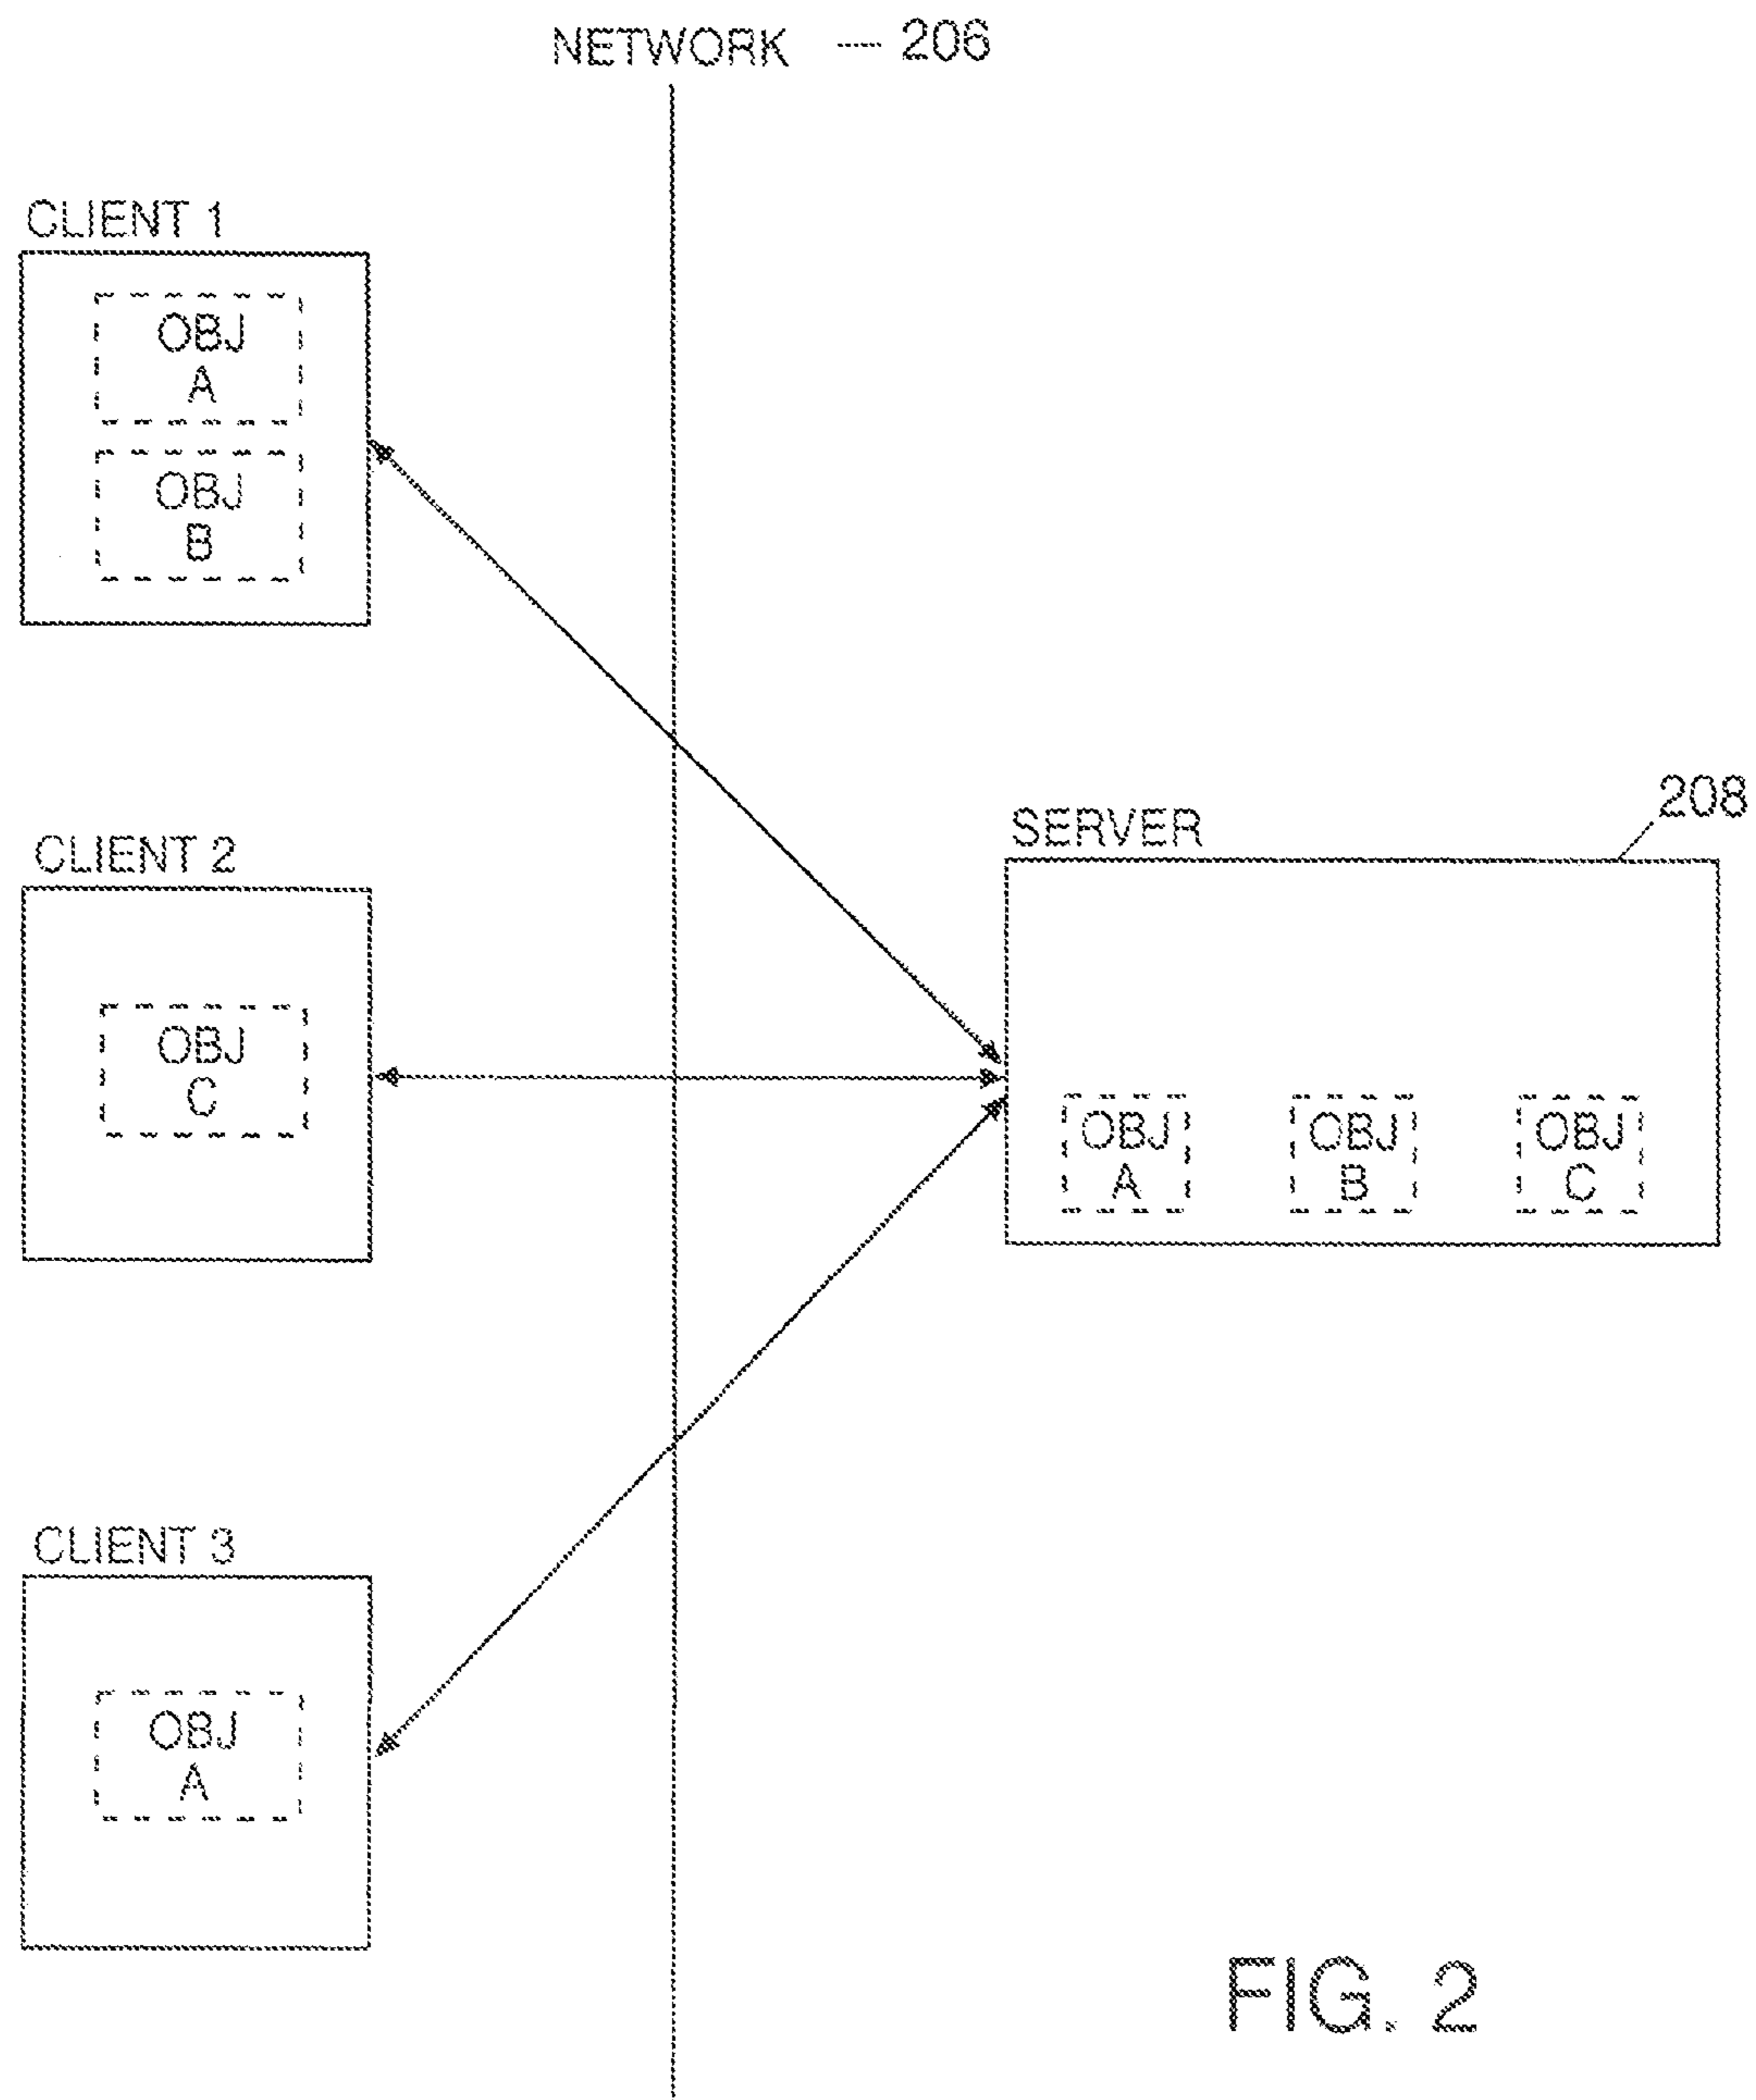 NETWORK ---- 206
CLIENT 1
OBJ
A
OBJ
B
CLIENT 2
OBJ
C
SERVER
208
OBJ
A
OBJ
B
OBJ
C
CLIENT 3
OBJ
A
FIG. 2